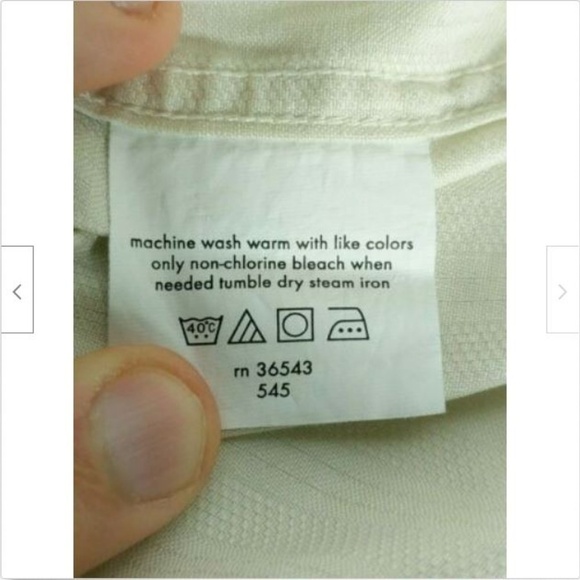 machine wash warm with like colors
only non-chlorine bleach when
needed tumble dry steam iron
40°C
rn 36543
545